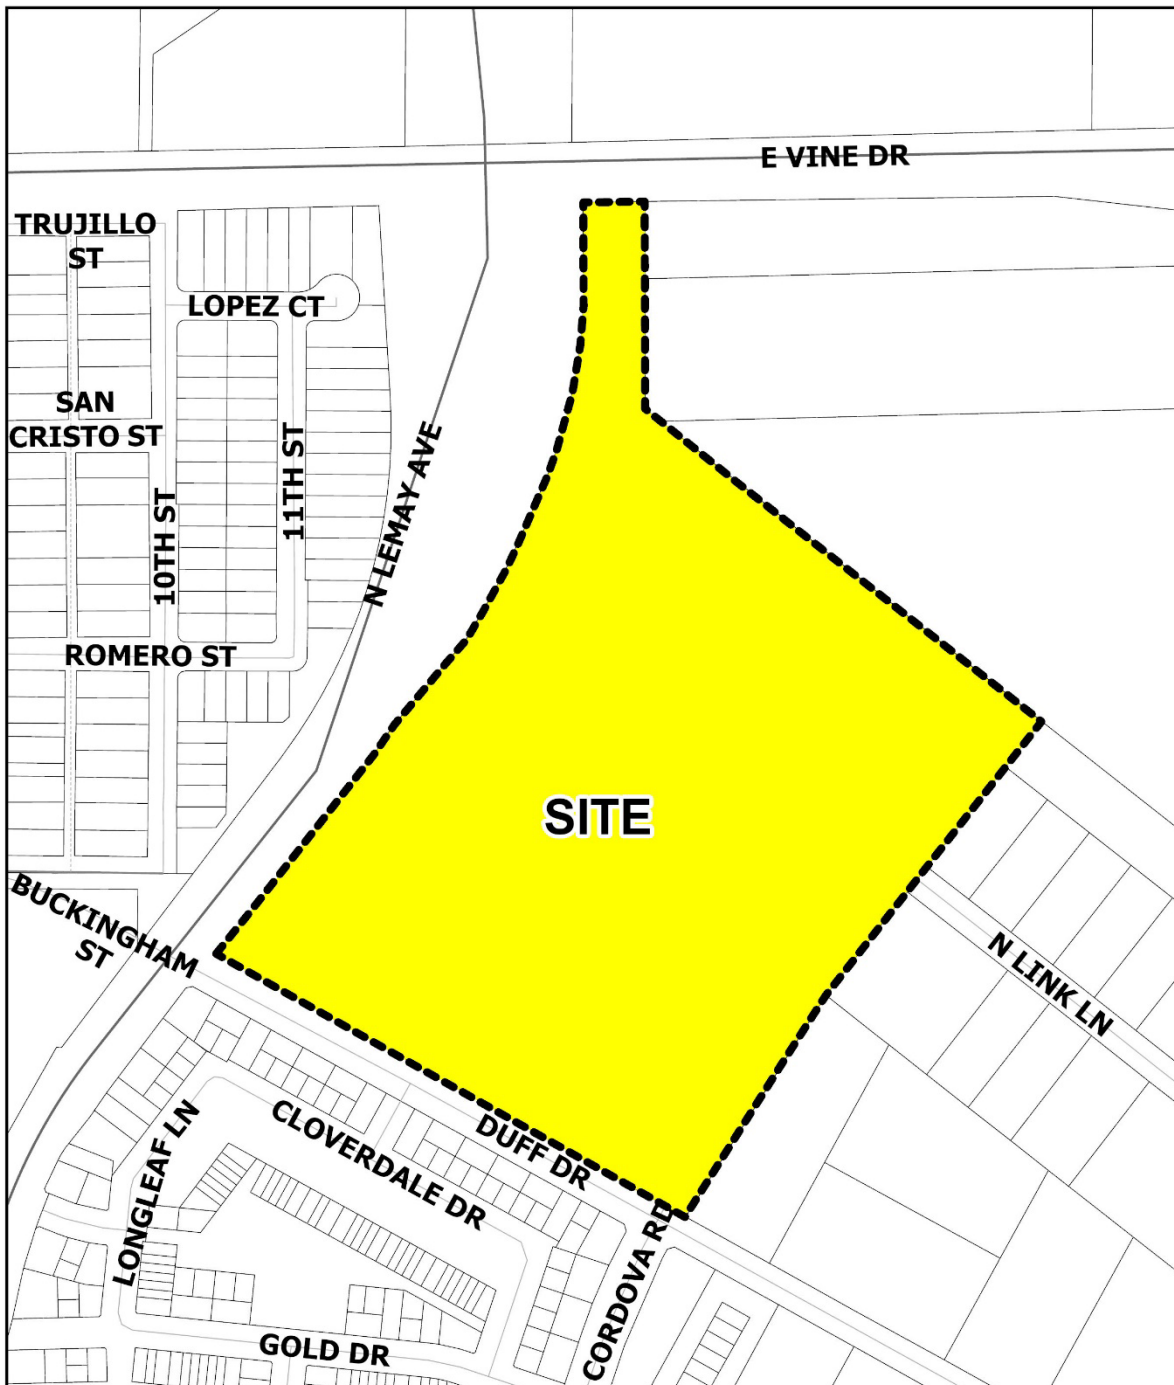 E VINE DR
TRUJILLO
ST
LOPEZ CT
SAN
CRISTO ST
10TH ST
11TH ST
N LEMAY AVE
ROMERO ST
SITE
BUCKINGHAM
ST
N LINK LN
DUFF DR
CLOVERDALE DR
LONGLEAF LN
CORDOVA RD
GOLD DR